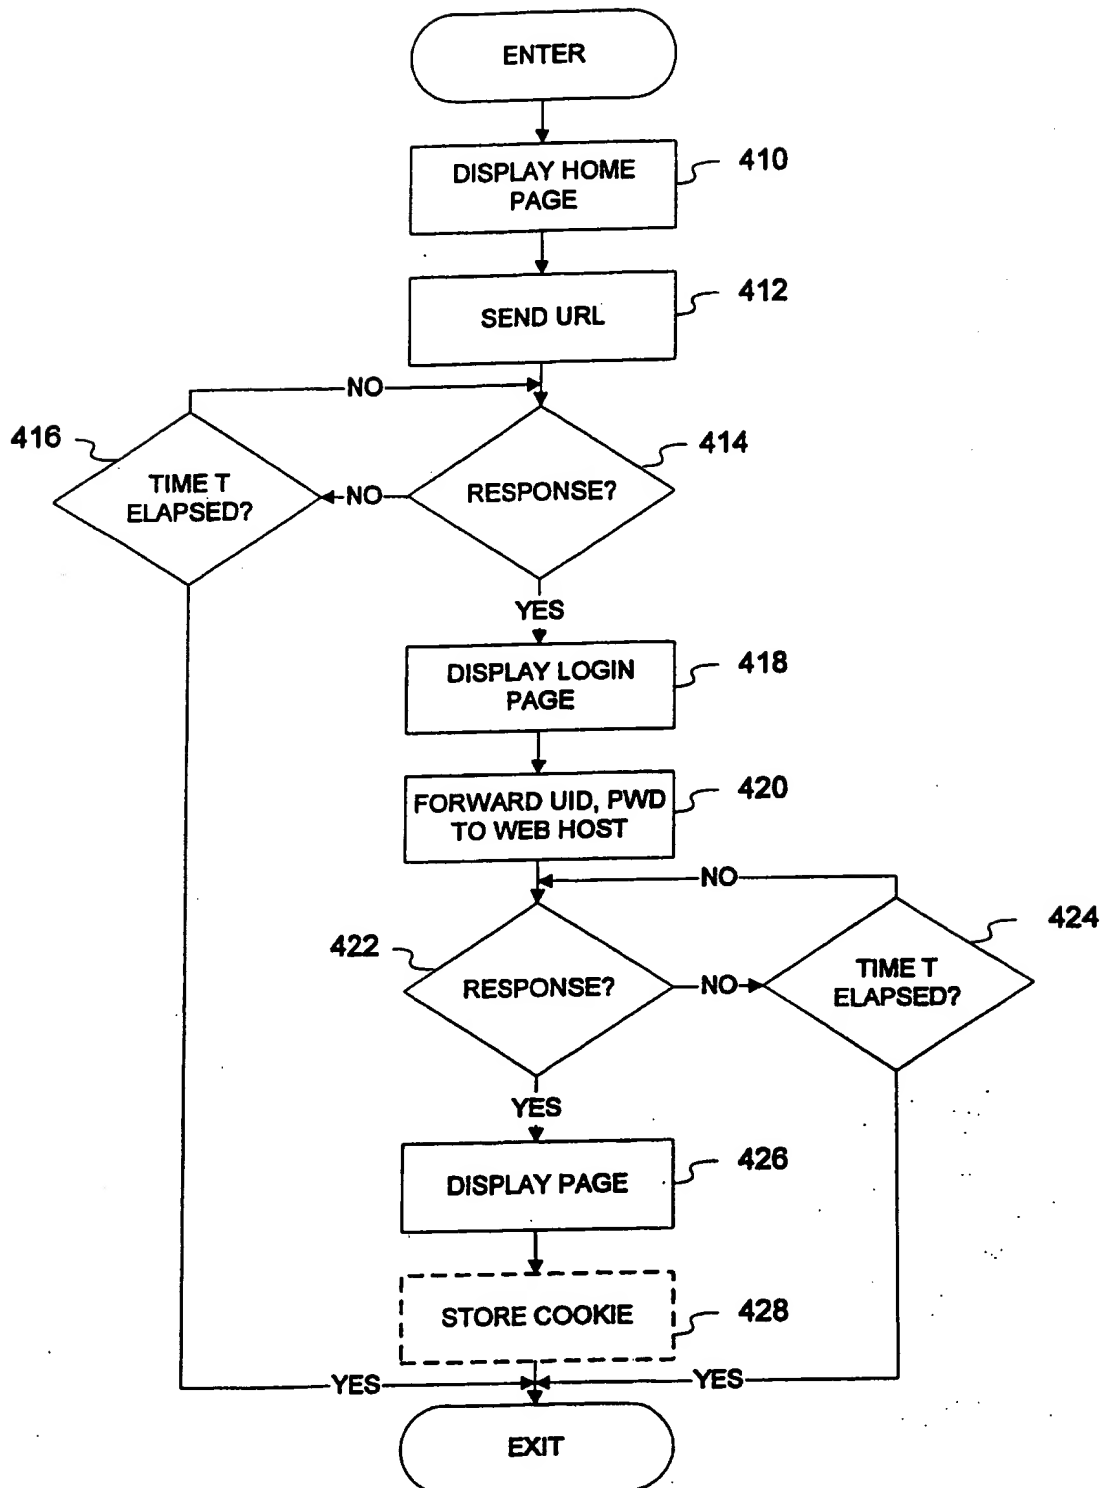 ENTER
DISPLAY HOME
PAGE
410
SEND URL
412
NO
416
TIME T
ELAPSED?
NO
RESPONSE?
414
YES
DISPLAY LOGIN
PAGE
418
FORWARD UID, PWD
TO WEB HOST
420
NO
422
RESPONSE?
NO
TIME T
ELAPSED?
424
YES
DISPLAY PAGE
426
STORE COOKIE
428
YES
YES
EXIT